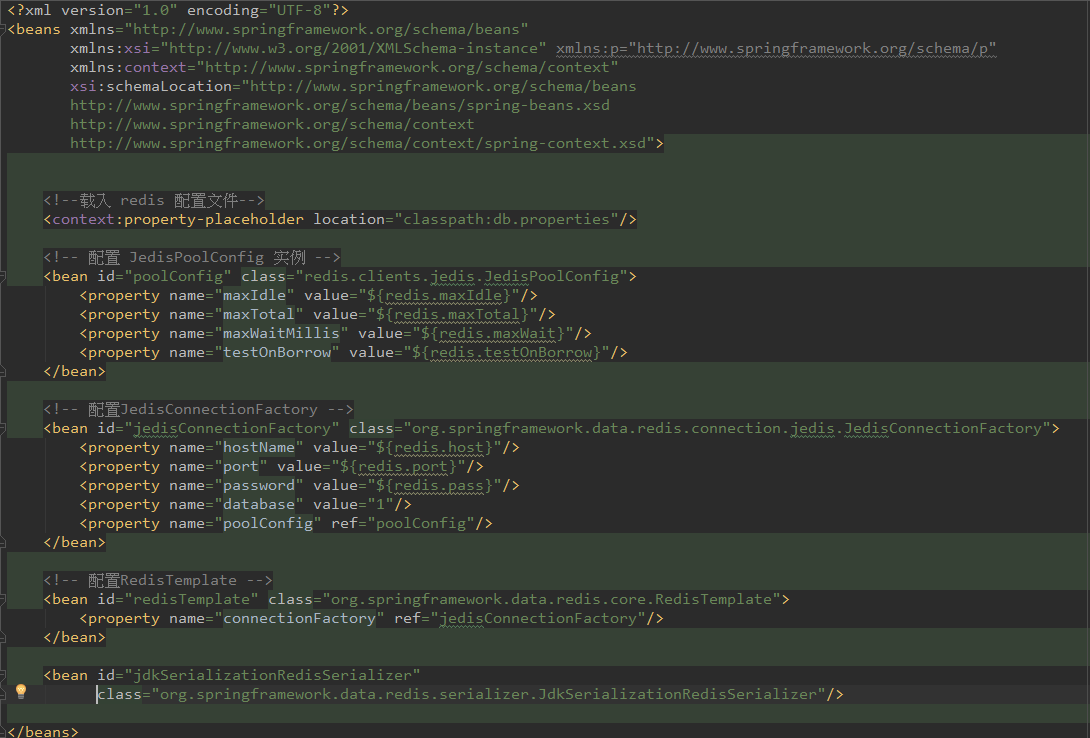 <?xml version="1.0" encoding="UTF-8"?>
<beans xmlns="http://www.springframework.org/schema/beans"
       xmlns:xsi="http://www.w3.org/2001/XMLSchema-instance" xmlns:p="http://www.springframework.org/schema/p"
       xmlns:context="http://www.springframework.org/schema/context"
       xsi:schemaLocation="http://www.springframework.org/schema/beans
       http://www.springframework.org/schema/beans/spring-beans.xsd
       http://www.springframework.org/schema/context
       http://www.springframework.org/schema/context/spring-context.xsd">
    <!--载入 redis 配置文件-->
    <context:property-placeholder location="classpath:db.properties"/>
    <!-- 配置 JedisPoolConfig 实例 -->
    <bean id="poolConfig" class="redis.clients.jedis.JedisPoolConfig">
        <property name="maxIdle" value="${redis.maxIdle}"/>
        <property name="maxTotal" value="${redis.maxTotal}"/>
        <property name="maxWaitMillis" value="${redis.maxWait}"/>
        <property name="testOnBorrow" value="${redis.testOnBorrow}"/>
    </bean>
    <!-- 配置JedisConnectionFactory -->
    <bean id="jedisConnectionFactory" class="org.springframework.data.redis.connection.jedis.JedisConnectionFactory">
        <property name="hostName" value="${redis.host}"/>
        <property name="port" value="${redis.port}"/>
        <property name="password" value="${redis.pass}"/>
        <property name="database" value="1"/>
        <property name="poolConfig" ref="poolConfig"/>
    </bean>
    <!-- 配置RedisTemplate -->
    <bean id="redisTemplate" class="org.springframework.data.redis.core.RedisTemplate">
        <property name="connectionFactory" ref="jedisConnectionFactory"/>
    </bean>
    <bean id="jdkSerializationRedisSerializer"
          class="org.springframework.data.redis.serializer.JdkSerializationRedisSerializer"/>
</beans>